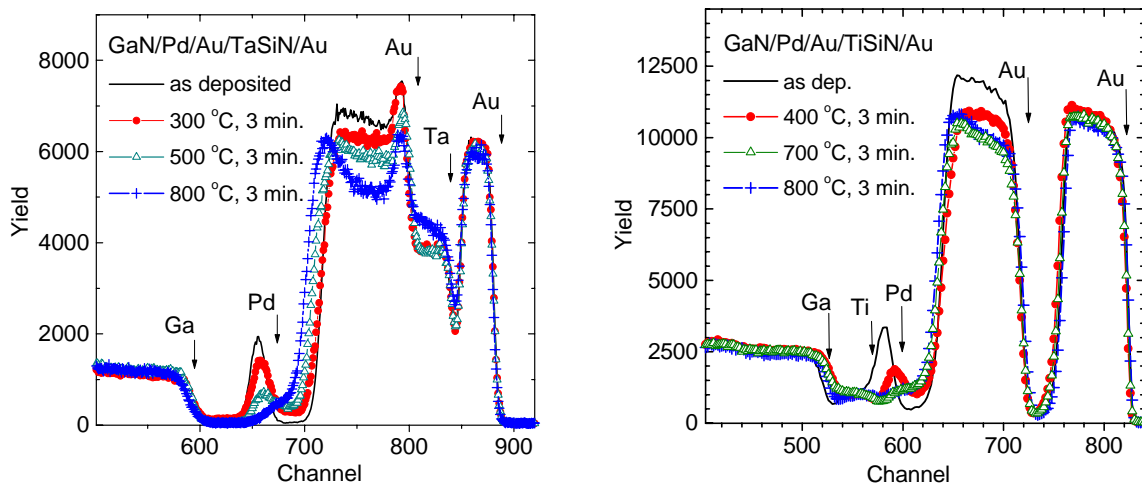 GaN/Pd/Au/TaSiN/Au
as deposited
300 °C, 3 min.
500 °C, 3 min.
800 °C, 3 min.
Au
Ta
Au
Pd
Ga
8000
6000
4000
2000
0
Yield
600 700 800 900
Channel
GaN/Pd/Au/TiSiN/Au
as dep.
400 °C, 3 min.
700 °C, 3 min.
800 °C, 3 min.
Au
Au
Ga
Ti
Pd
12500
10000
7500
5000
2500
0
Yield
500 600 700 800
Channel